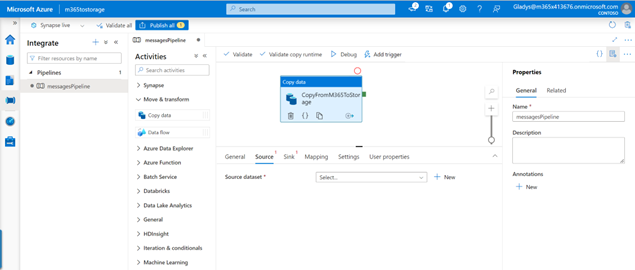 Microsoft Azure
m365tostorage
Search
Gladys@m365x413676.onmicrosoft.com
CONTOSO
Synapse live
Validate all
Publish all
1
Integrate
Filter resources by name
Pipelines
1
messagesPipeline
messagesPipeline
Activities
Search activities
Synapse
Move & transform
Copy data
Data flow
Azure Data Explorer
Azure Function
Batch Service
Databricks
Data Lake Analytics
General
HDInsight
Iteration & conditionals
Machine Learning
Validate
Validate copy runtime
Debug
Add trigger
Copy data
CopyFromM365ToStor
age
General
Source 1
Sink 1
Mapping
Settings
User properties
Source dataset *
Select...
New
Properties
General
Related
Name *
messagesPipeline
Description
Annotations
New